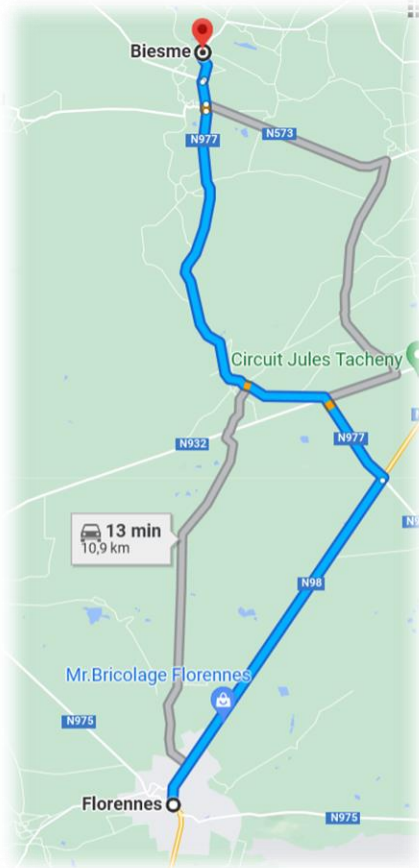 Biesme
N573
N977
Circuit Jules Tacheny
N977
N932
13 min
10,9 km
N98
Mr.Bricolage Florennes
N975
Florennes
N975